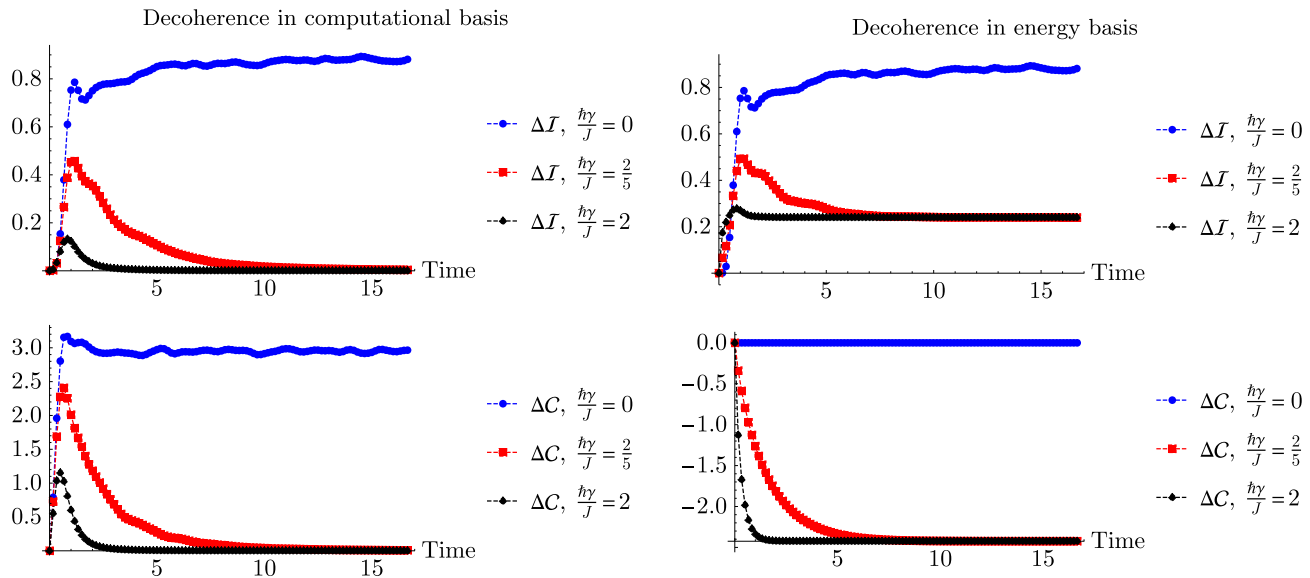 Decoherence in computational basis
0.8
0.6
0.4
0.2
5
10
15
Time
ΔI, ħγ/J = 0
ΔI, ħγ/J = 2/5
ΔI, ħγ/J = 2
Decoherence in energy basis
0.8
0.6
0.4
0.2
5
10
15
Time
ΔI, ħγ/J = 0
ΔI, ħγ/J = 2/5
ΔI, ħγ/J = 2
3.0
2.5
2.0
1.5
1.0
0.5
5
10
15
Time
ΔC, ħγ/J = 0
ΔC, ħγ/J = 2/5
ΔC, ħγ/J = 2
0.0
−0.5
−1.0
−1.5
−2.0
5
10
15
Time
ΔC, ħγ/J = 0
ΔC, ħγ/J = 2/5
ΔC, ħγ/J = 2